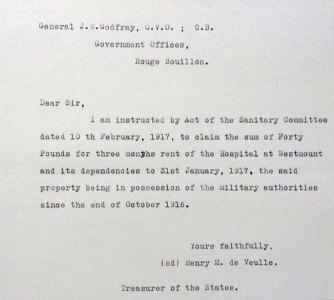 General J.W.Godfray, C.V.O. ; C.B.
Government Offices,
Rouge Bouillon.
Dear Sir,
I am instructed by Act of the Sanitary Committee
dated 10 th February, 1917, to claim the sum of Forty
Pounds for three months rent of the Hospital at Westmount
and its dependencies to 31st January, 1917, the said
property being in possession of the military authorities
since the end of October 1916.
Yours faithfully,
(sd) Henry M. de Veulle.
Treasurer of the States.